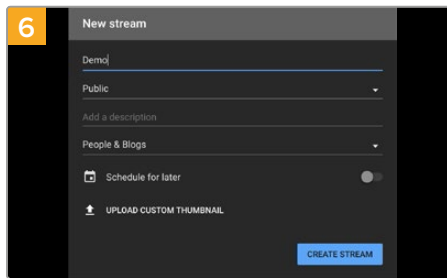 6
New stream
Demo
Public
Add a description
People & Blogs
Schedule for later
UPLOAD CUSTOM THUMBNAIL
CREATE STREAM